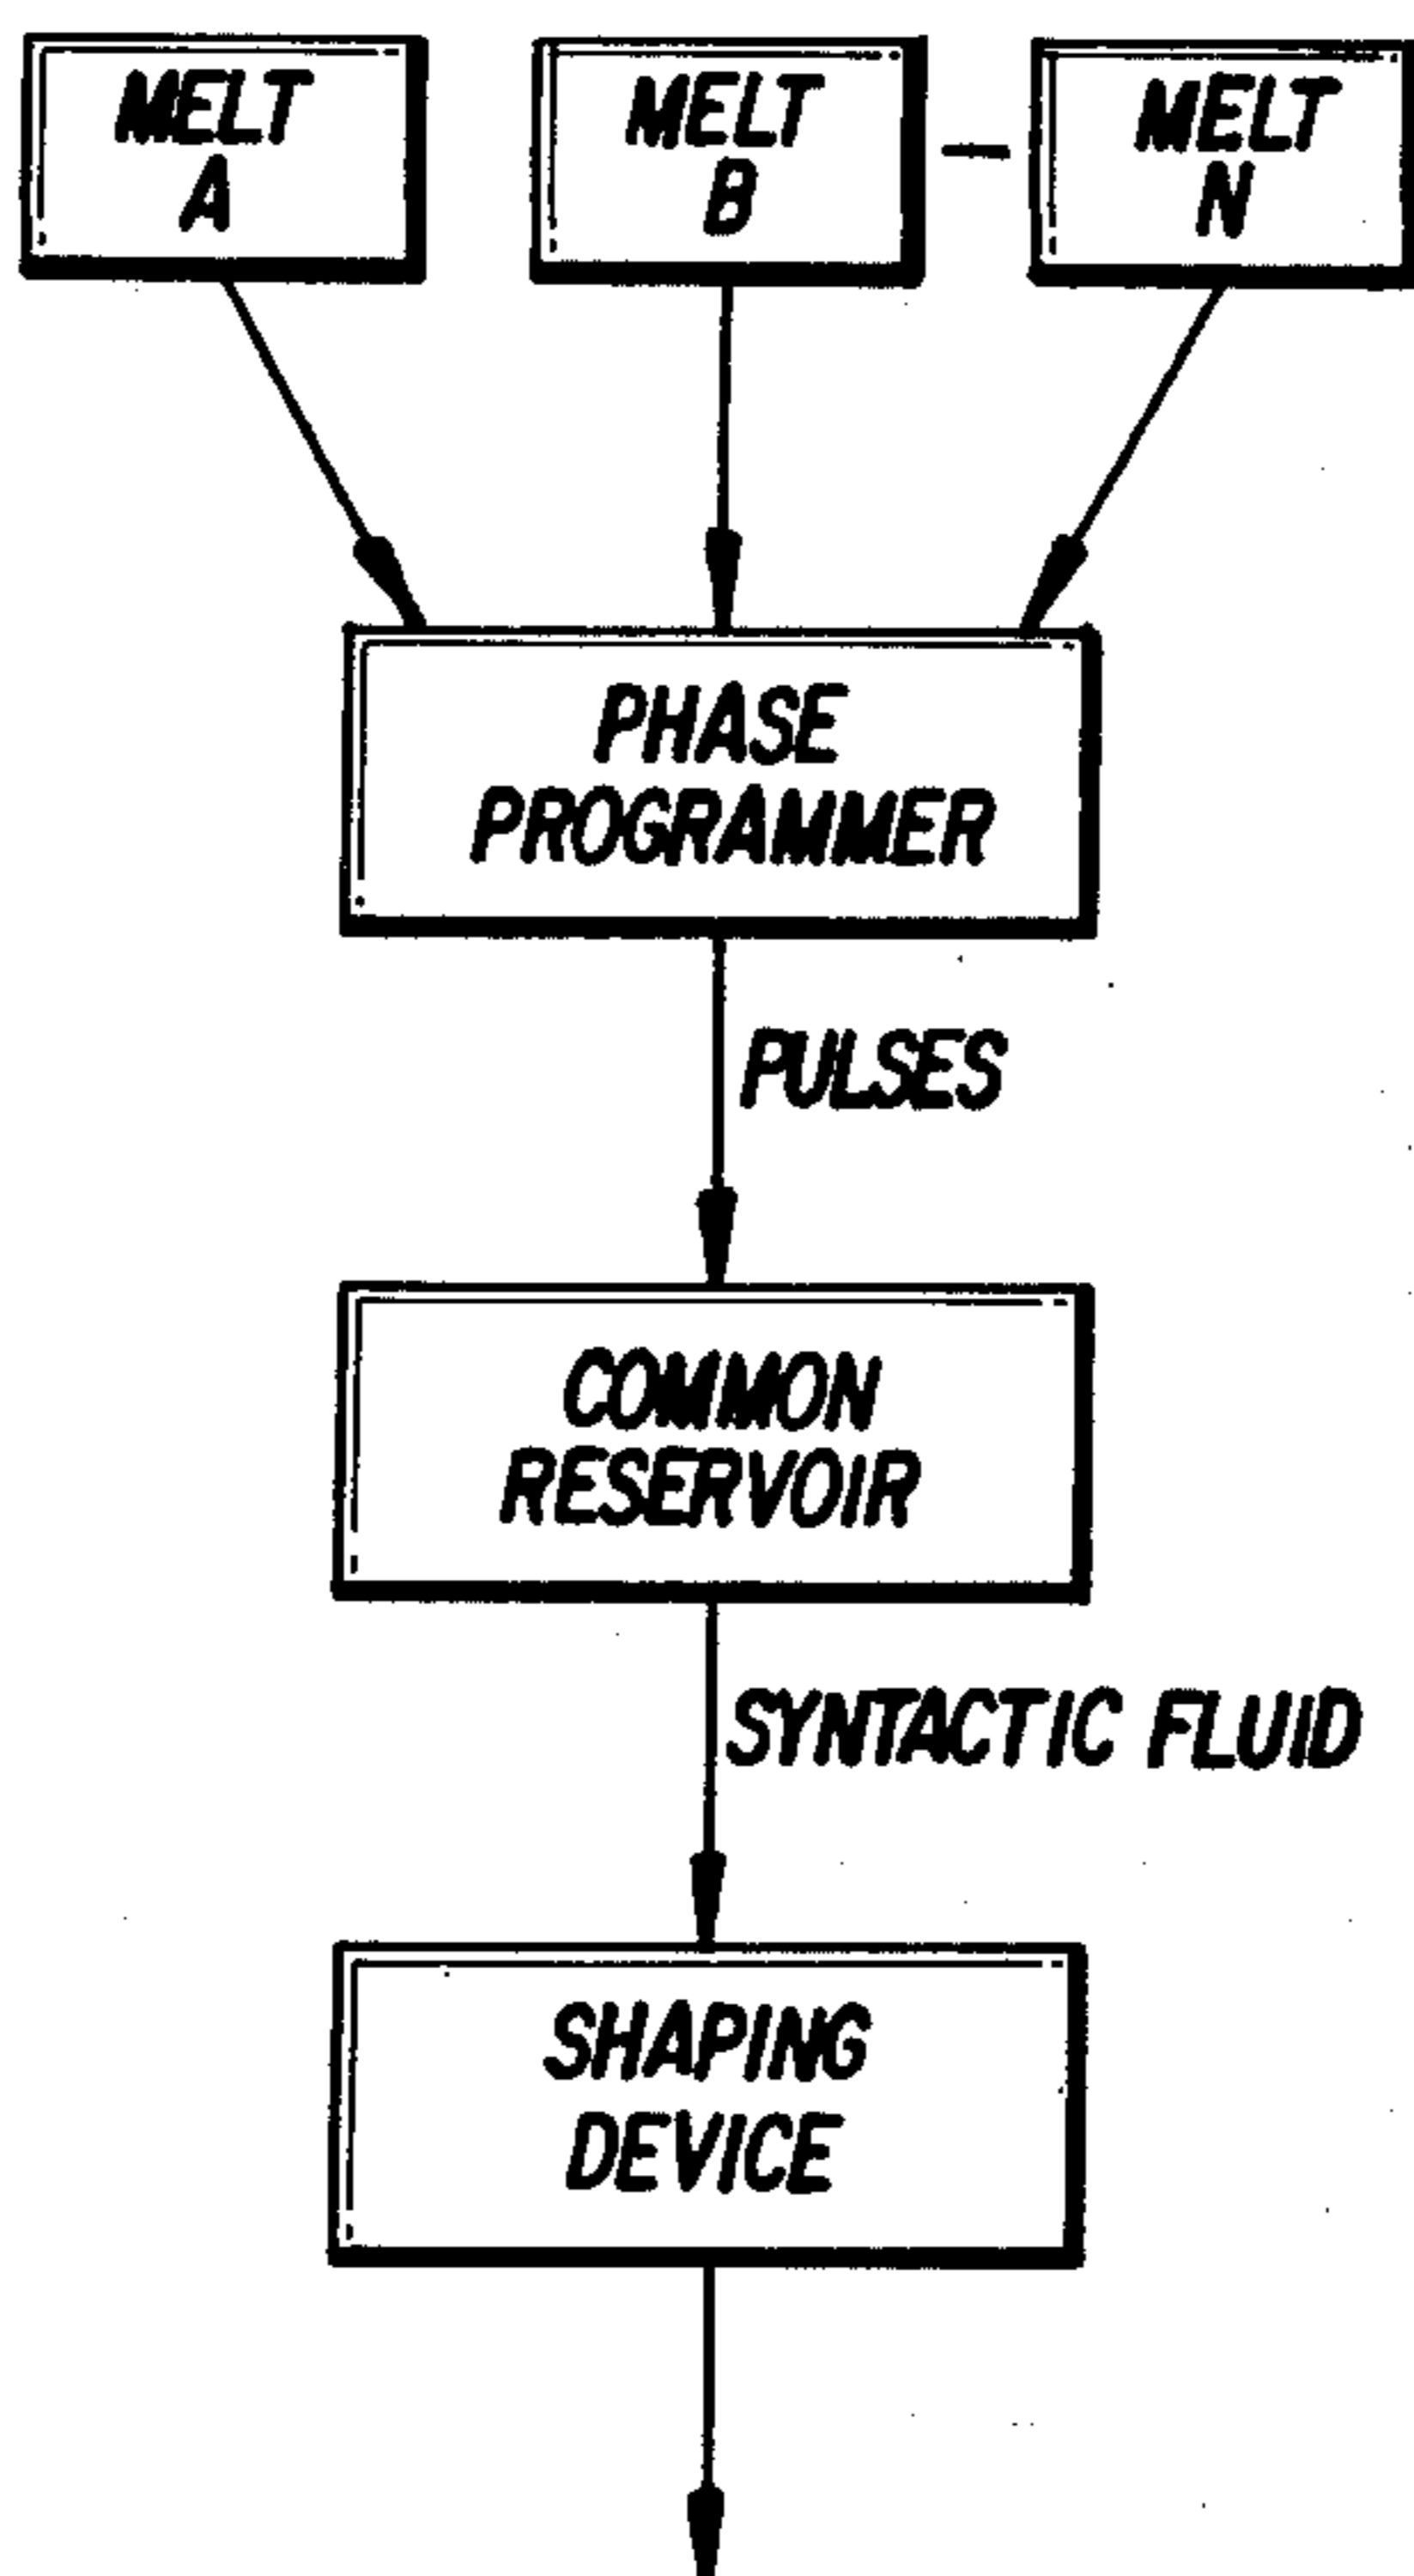 MELT
A
MELT
B
MELT
N
PHASE
PROGRAMMER
PULSES
COMMON
RESERVOIR
SYNTACTIC FLUID
SHAPING
DEVICE